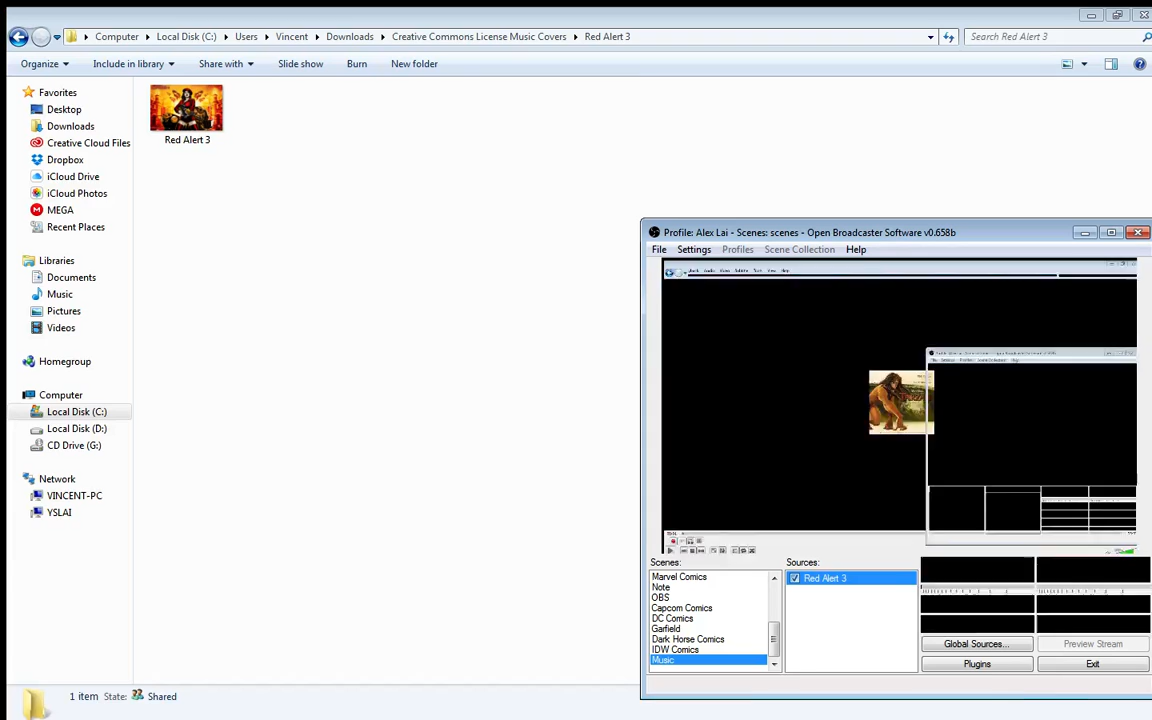 Computer Local Disk (C:) Users Vincent Downloads Creative Commons License Music Covers Red Alert 3
Search Red Alert 3
Organize Include in library Share with Slide show Burn New folder
Favorites
Desktop
Downloads
Creative Cloud Files
Dropbox
iCloud Drive
iCloud Photos
MEGA
Recent Places
Libraries
Documents
Music
Pictures
Videos
Homegroup
Computer
Local Disk (C:)
Local Disk (D:)
CD Drive (G:)
Network
VINCENT-PC
YSLAI
Red Alert 3
1 item State: Shared
Profile: Alex Lai - Scenes: scenes - Open Broadcaster Software v0.658b
File Settings Profiles Scene Collection Help
Scenes:
Marvel Comics
Note
OBS
Capcom Comics
DC Comics
Garfield
Dark Horse Comics
IDW Comics
Music
Sources:
Red Alert 3
Global Sources... Preview Stream
Plugins Exit